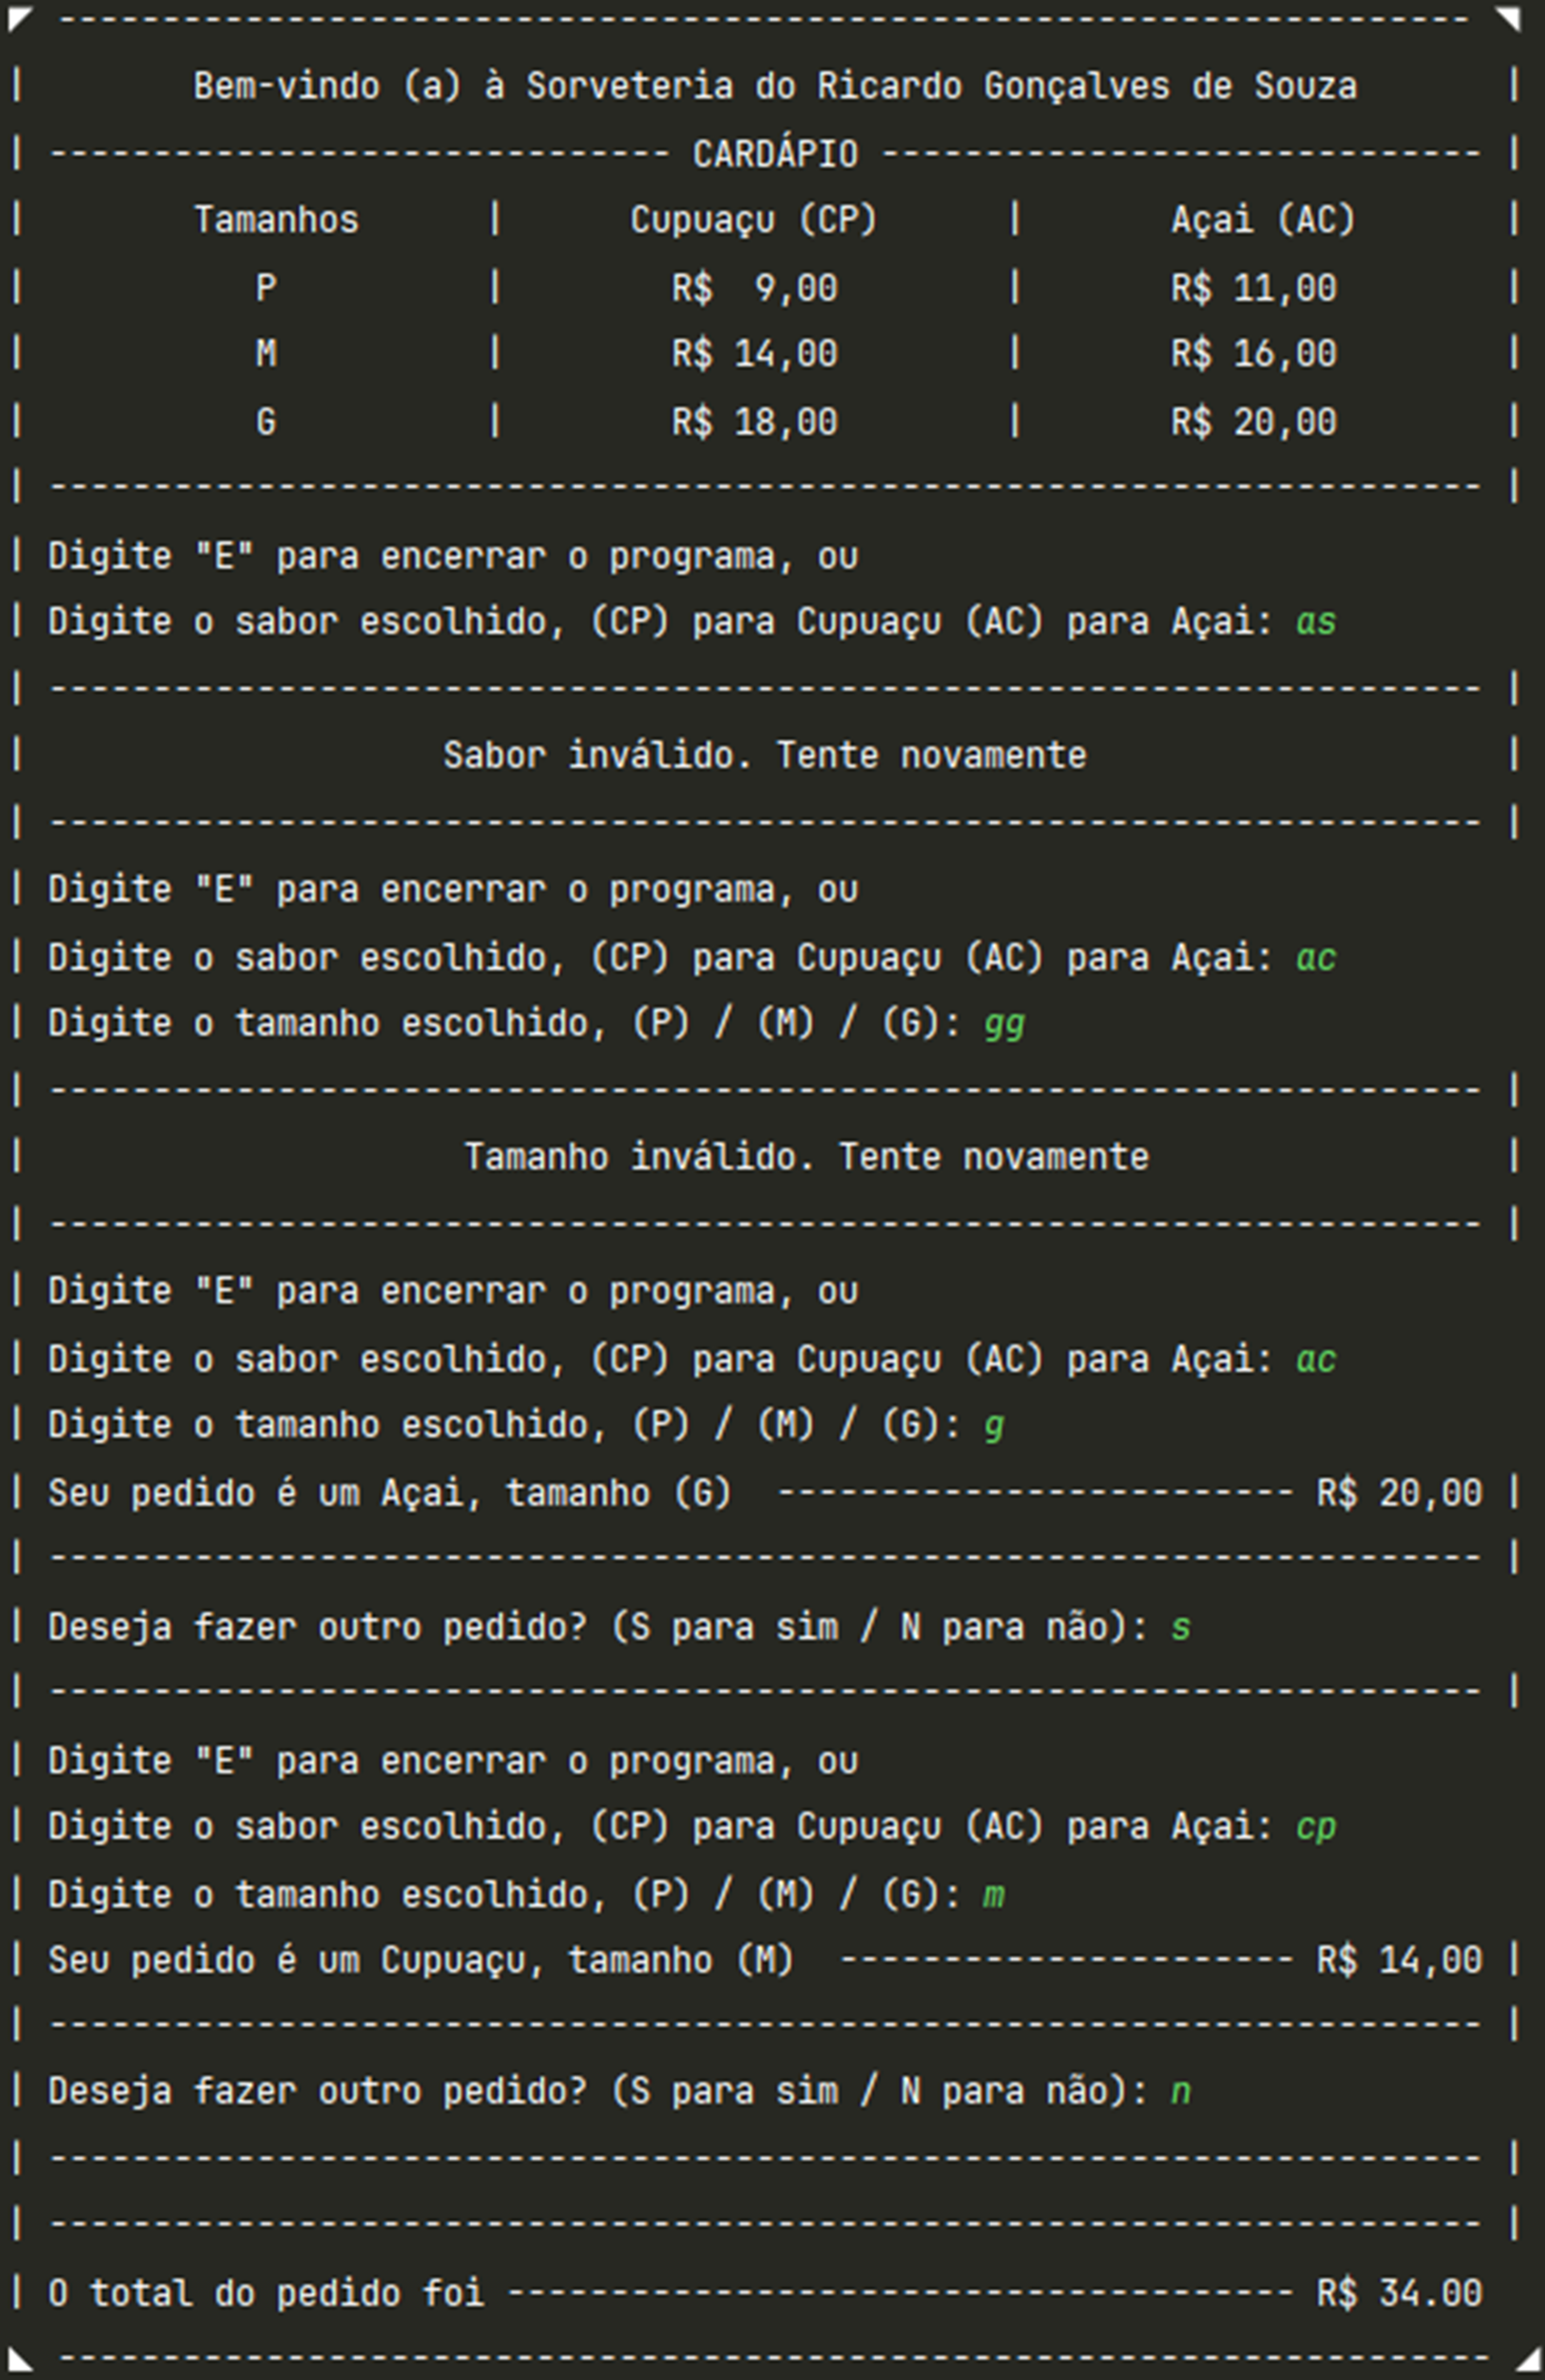 ◤ -------------------------------------------------------------------- ◥
|        Bem-vindo (a) à Sorveteria do Ricardo Gonçalves de Souza       |
| ------------------------------ CARDÁPIO ----------------------------- |
|        Tamanhos      |      Cupuaçu (CP)      |       Açai (AC)       |
|           P          |        R$  9,00        |       R$ 11,00        |
|           M          |        R$ 14,00        |       R$ 16,00        |
|           G          |        R$ 18,00        |       R$ 20,00        |
| --------------------------------------------------------------------- |
| Digite "E" para encerrar o programa, ou
| Digite o sabor escolhido, (CP) para Cupuaçu (AC) para Açai: as
| --------------------------------------------------------------------- |
|                    Sabor inválido. Tente novamente                    |
| --------------------------------------------------------------------- |
| Digite "E" para encerrar o programa, ou
| Digite o sabor escolhido, (CP) para Cupuaçu (AC) para Açai: ac
| Digite o tamanho escolhido, (P) / (M) / (G): gg
| --------------------------------------------------------------------- |
|                     Tamanho inválido. Tente novamente                 |
| --------------------------------------------------------------------- |
| Digite "E" para encerrar o programa, ou
| Digite o sabor escolhido, (CP) para Cupuaçu (AC) para Açai: ac
| Digite o tamanho escolhido, (P) / (M) / (G): g
| Seu pedido é um Açai, tamanho (G)  ------------------------- R$ 20,00 |
| --------------------------------------------------------------------- |
| Deseja fazer outro pedido? (S para sim / N para não): s
| --------------------------------------------------------------------- |
| Digite "E" para encerrar o programa, ou
| Digite o sabor escolhido, (CP) para Cupuaçu (AC) para Açai: cp
| Digite o tamanho escolhido, (P) / (M) / (G): m
| Seu pedido é um Cupuaçu, tamanho (M)  ---------------------- R$ 14,00 |
| --------------------------------------------------------------------- |
| Deseja fazer outro pedido? (S para sim / N para não): n
| --------------------------------------------------------------------- |
| --------------------------------------------------------------------- |
| O total do pedido foi -------------------------------------- R$ 34.00
◣ --------------------------------------------------------------------- ◢